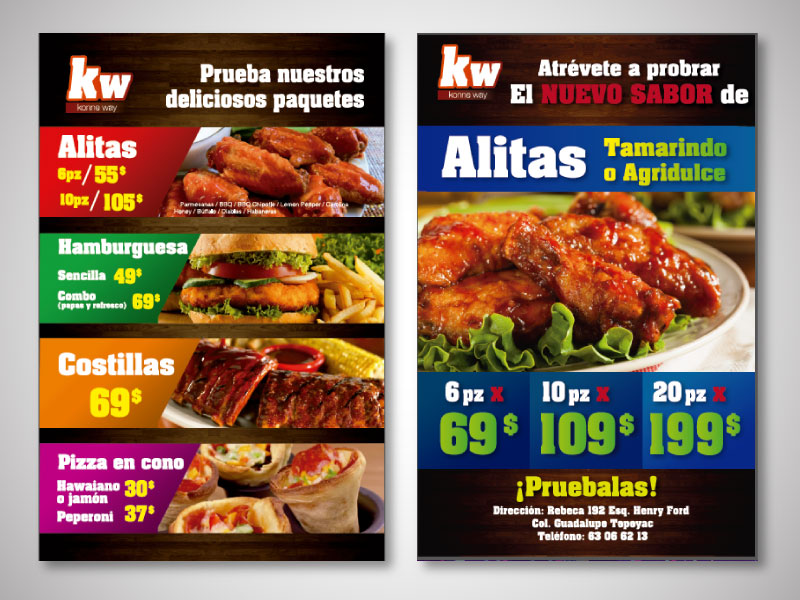 kw
konna way
Prueba nuestros
deliciosos paquetes
Alitas
6pz/55$
10pz/105$
Parmesanas / BBQ / BBQ Chipotle / Lemon Pepper / Carolina
Honey / Búffalo / Diablas / Habaneras
Hamburguesa
Sencilla 49$
Combo 69$
(papas y refresco)
Costillas
69$
Pizza en cono
Hawaiano
o jamón 30$
Peperoni 37$
kw
konna way
Atrévete a probrar
El NUEVO SABOR de
Alitas
Tamarindo
o Agridulce
6 pz x
69$
10 pz x
109$
20 pz x
199$
¡Pruebalas!
Dirección: Rebeca 192 Esq. Henry Ford
Col. Guadalupe Tepeyac
Teléfono: 63 06 62 13